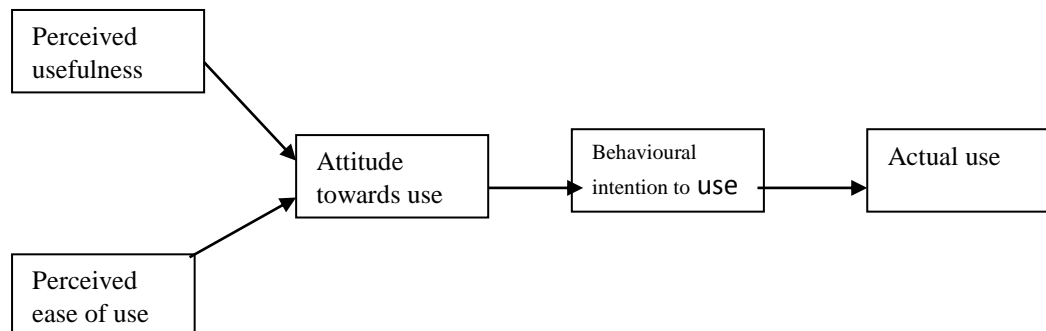 Perceived
usefulness
Attitude
towards use
Behavioural
intention to use
Actual use
Perceived
ease of use